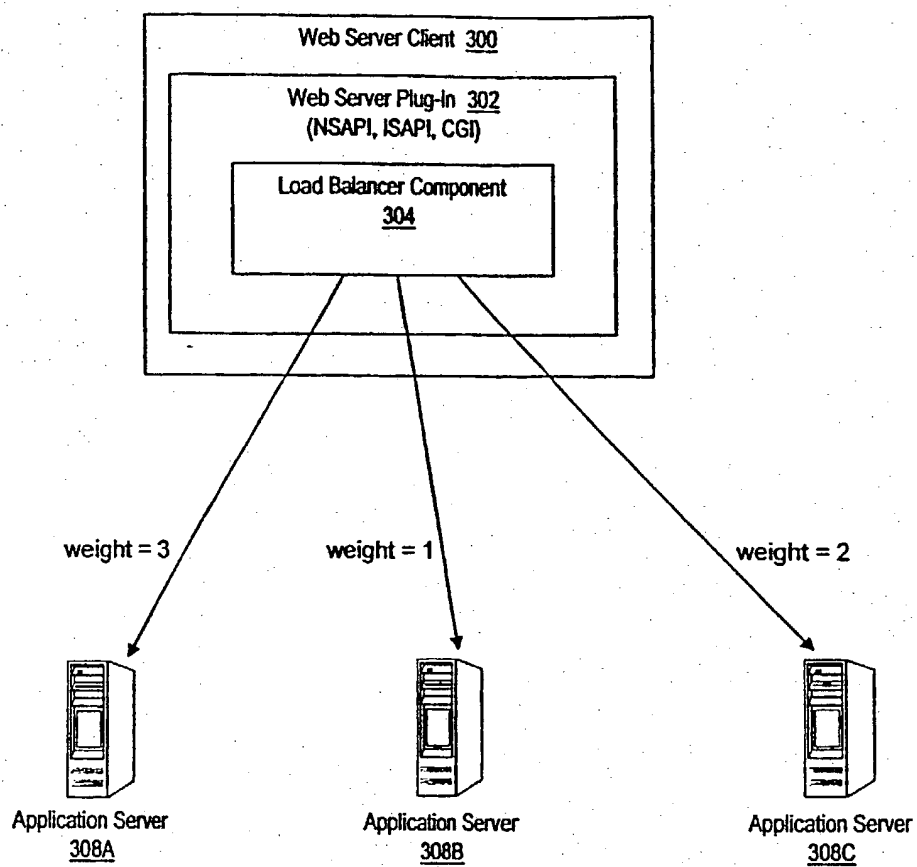 Web Server Client 300
Web Server Plug-In 302
(NSAPI, ISAPI, CGI)
Load Balancer Component
304
weight = 3
weight = 1
weight = 2
Application Server
308A
Application Server
308B
Application Server
308C